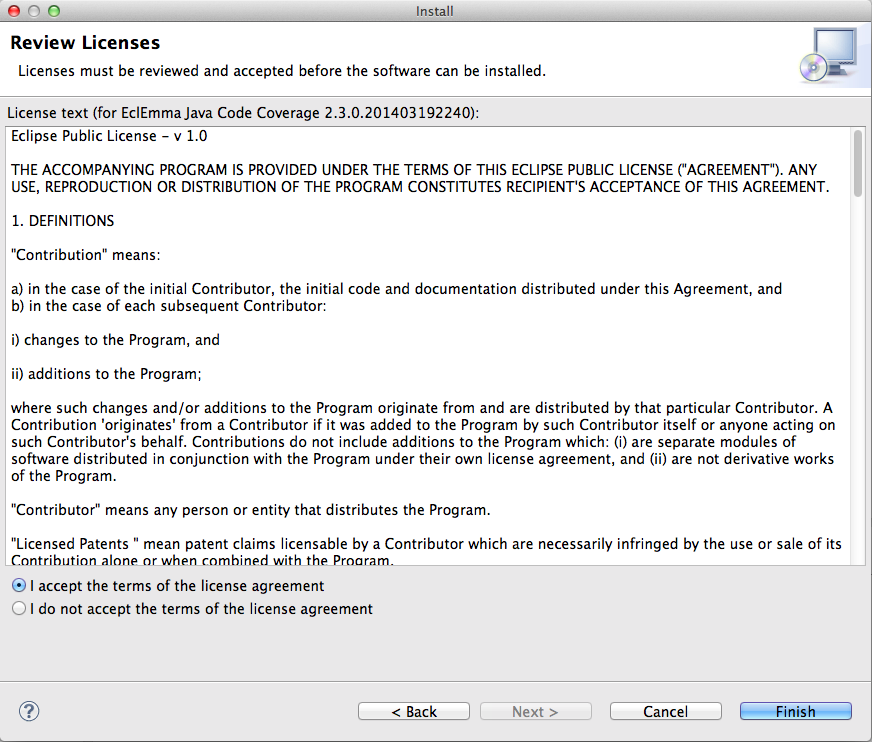 Install
Review Licenses
Licenses must be reviewed and accepted before the software can be installed.
License text (for EclEmma Java Code Coverage 2.3.0.201403192240):
Eclipse Public License - v 1.0
THE ACCOMPANYING PROGRAM IS PROVIDED UNDER THE TERMS OF THIS ECLIPSE PUBLIC LICENSE ("AGREEMENT"). ANY
USE, REPRODUCTION OR DISTRIBUTION OF THE PROGRAM CONSTITUTES RECIPIENT'S ACCEPTANCE OF THIS AGREEMENT.
1. DEFINITIONS
"Contribution" means:
a) in the case of the initial Contributor, the initial code and documentation distributed under this Agreement, and
b) in the case of each subsequent Contributor:
i) changes to the Program, and
ii) additions to the Program;
where such changes and/or additions to the Program originate from and are distributed by that particular Contributor. A
Contribution 'originates' from a Contributor if it was added to the Program by such Contributor itself or anyone acting on
such Contributor's behalf. Contributions do not include additions to the Program which: (i) are separate modules of
software distributed in conjunction with the Program under their own license agreement, and (ii) are not derivative works
of the Program.
"Contributor" means any person or entity that distributes the Program.
"Licensed Patents " mean patent claims licensable by a Contributor which are necessarily infringed by the use or sale of its
Contribution alone or when combined with the Program.
I accept the terms of the license agreement
I do not accept the terms of the license agreement
? < Back Next > Cancel Finish